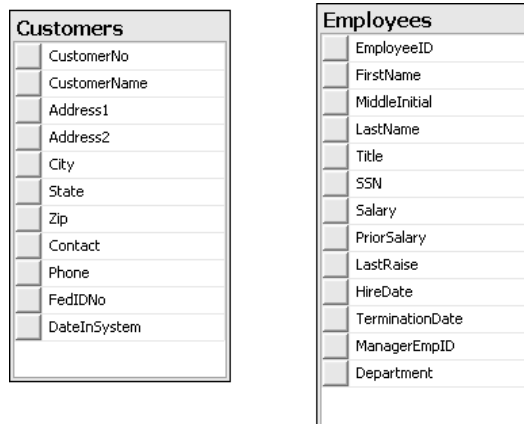 Customers
CustomerNo
CustomerName
Address1
Address2
City
State
Zip
Contact
Phone
FedIDNo
DateInSystem
Employees
EmployeeID
FirstName
MiddleInitial
LastName
Title
SSN
Salary
PriorSalary
LastRaise
HireDate
TerminationDate
ManagerEmpID
Department